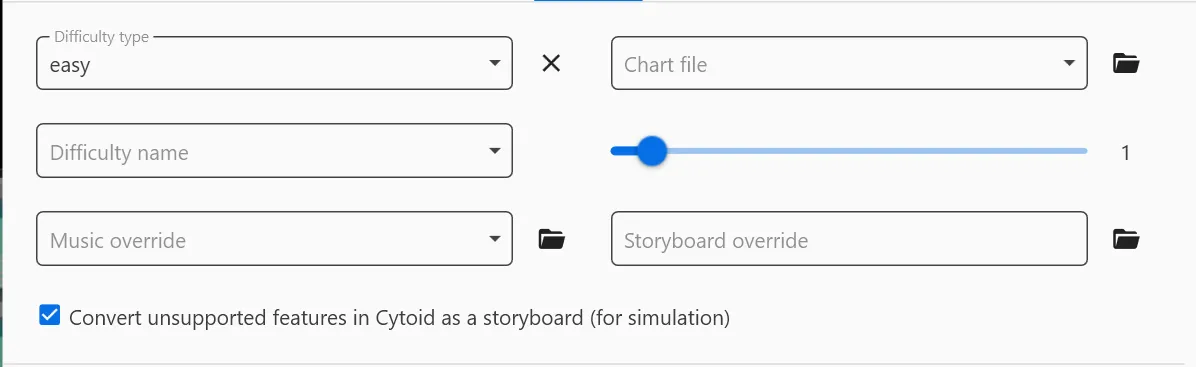 Difficulty type
easy
Chart file
Difficulty name
1
Music override
Storyboard override
Convert unsupported features in Cytoid as a storyboard (for simulation)